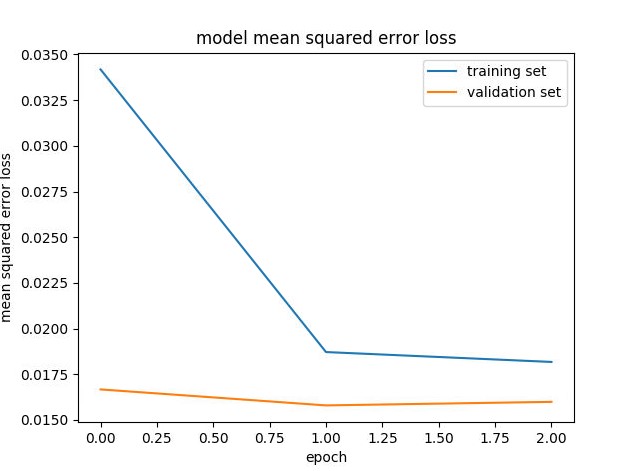 model mean squared error loss
0.0350
0.0325
0.0300
0.0275
0.0250
0.0225
0.0200
0.0175
0.0150
mean squared error loss
training set
validation set
0.00 0.25 0.50 0.75 1.00 1.25 1.50 1.75 2.00
epoch